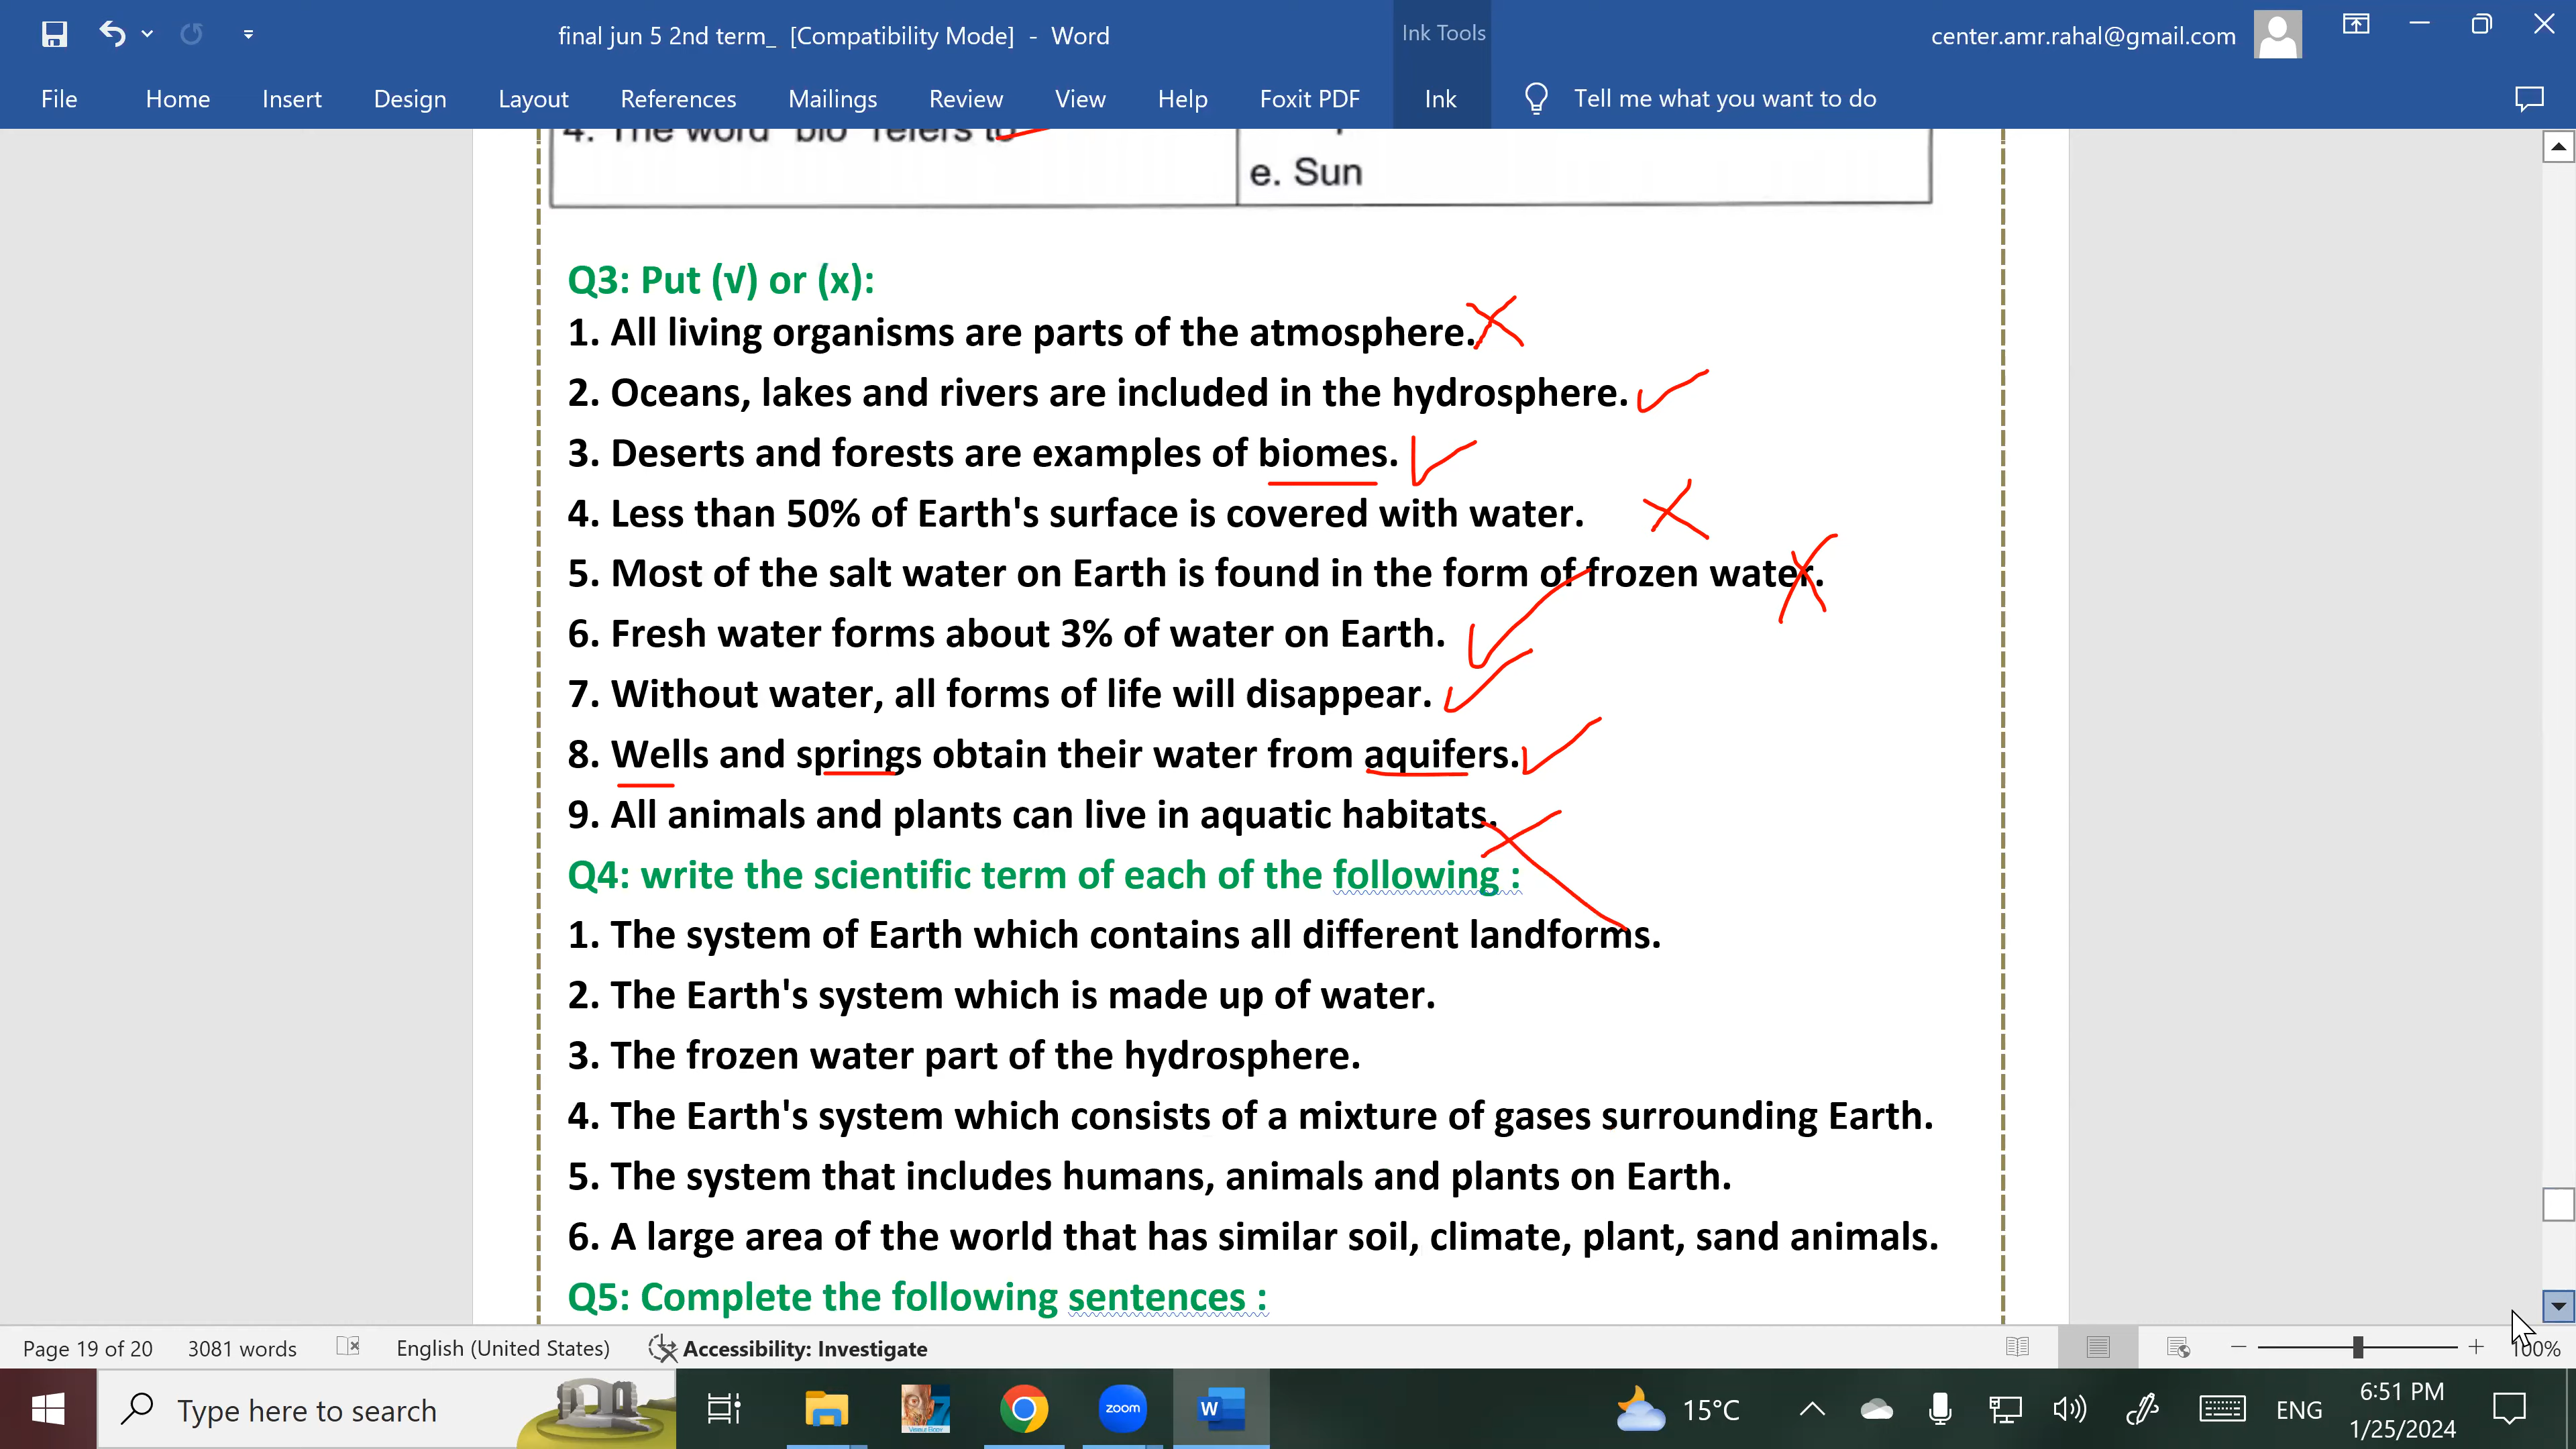 final jun 5 2nd term_ [Compatibility Mode] - Word
Ink Tools
center.amr.rahal@gmail.com
File Home Insert Design Layout References Mailings Review View Help Foxit PDF Ink Tell me what you want to do
4. The word "bio" refers to
e. Sun
Q3: Put (√) or (x):
1. All living organisms are parts of the atmosphere.
2. Oceans, lakes and rivers are included in the hydrosphere.
3. Deserts and forests are examples of biomes.
4. Less than 50% of Earth's surface is covered with water.
5. Most of the salt water on Earth is found in the form of frozen water.
6. Fresh water forms about 3% of water on Earth.
7. Without water, all forms of life will disappear.
8. Wells and springs obtain their water from aquifers.
9. All animals and plants can live in aquatic habitats.
Q4: write the scientific term of each of the following :
1. The system of Earth which contains all different landforms.
2. The Earth's system which is made up of water.
3. The frozen water part of the hydrosphere.
4. The Earth's system which consists of a mixture of gases surrounding Earth.
5. The system that includes humans, animals and plants on Earth.
6. A large area of the world that has similar soil, climate, plant, sand animals.
Q5: Complete the following sentences :
Page 19 of 20 3081 words English (United States) Accessibility: Investigate 100%
Type here to search
zoom
W
15°C
ENG
6:51 PM
1/25/2024